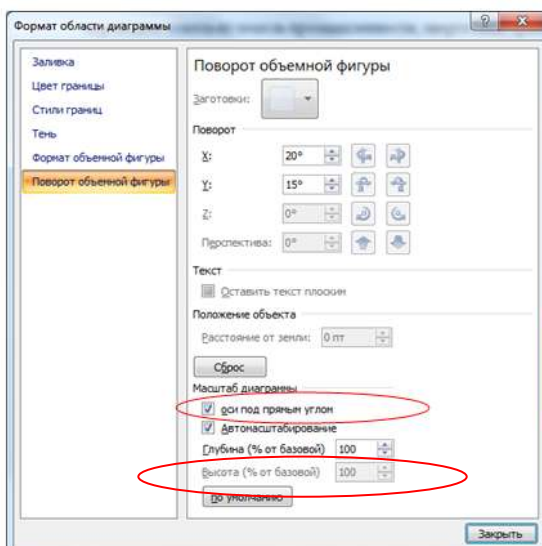 Формат области диаграммы
Заливка
Цвет границы
Стили границ
Тень
Формат объемной фигуры
Поворот объемной фигуры
Поворот объемной фигуры
Заготовки:
Поворот
X: 20°
Y: 15°
Z: 0°
Перспектива: 0°
Текст
Оставить текст плоским
Положение объекта
Расстояние от земли: 0 пт
Сброс
Масштаб диаграммы
оси под прямым углом
Автомасштабирование
Глубина (% от базовой) 100
Высота (% от базовой) 100
По умолчанию
Закрыть